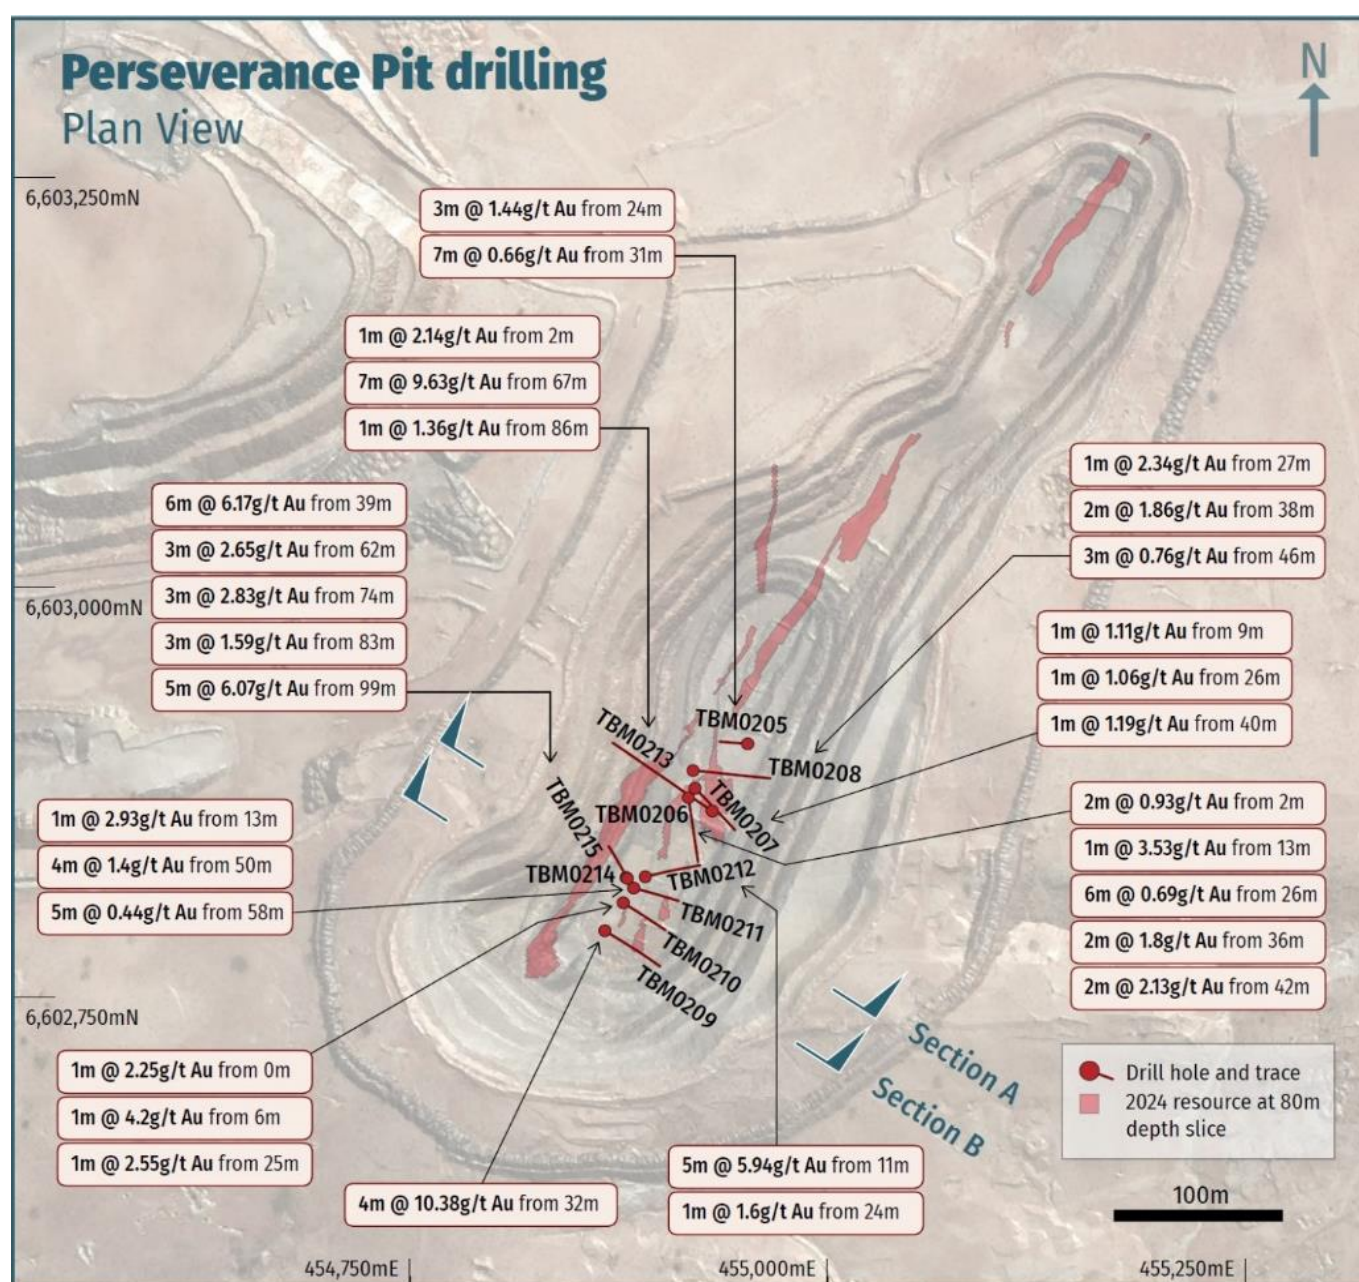 Perseverance Pit drilling
Plan View
N
6,603,250mN
3m @ 1.44g/t Au from 24m
7m @ 0.66g/t Au from 31m
1m @ 2.14g/t Au from 2m
7m @ 9.63g/t Au from 67m
1m @ 1.36g/t Au from 86m
1m @ 2.34g/t Au from 27m
2m @ 1.86g/t Au from 38m
3m @ 0.76g/t Au from 46m
6m @ 6.17g/t Au from 39m
3m @ 2.65g/t Au from 62m
3m @ 2.83g/t Au from 74m
3m @ 1.59g/t Au from 83m
5m @ 6.07g/t Au from 99m
6,603,000mN
1m @ 1.11g/t Au from 9m
1m @ 1.06g/t Au from 26m
1m @ 1.19g/t Au from 40m
TBM0205
TBM0213
TBM0208
TBM0206
TBM0207
TBM0215
TBM0214
TBM0212
TBM0211
TBM0210
TBM0209
1m @ 2.93g/t Au from 13m
4m @ 1.4g/t Au from 50m
5m @ 0.44g/t Au from 58m
2m @ 0.93g/t Au from 2m
1m @ 3.53g/t Au from 13m
6m @ 0.69g/t Au from 26m
2m @ 1.8g/t Au from 36m
2m @ 2.13g/t Au from 42m
6,602,750mN
Section A
Section B
1m @ 2.25g/t Au from 0m
1m @ 4.2g/t Au from 6m
1m @ 2.55g/t Au from 25m
4m @ 10.38g/t Au from 32m
5m @ 5.94g/t Au from 11m
1m @ 1.6g/t Au from 24m
Drill hole and trace
2024 resource at 80m
depth slice
100m
454,750mE
455,000mE
455,250mE